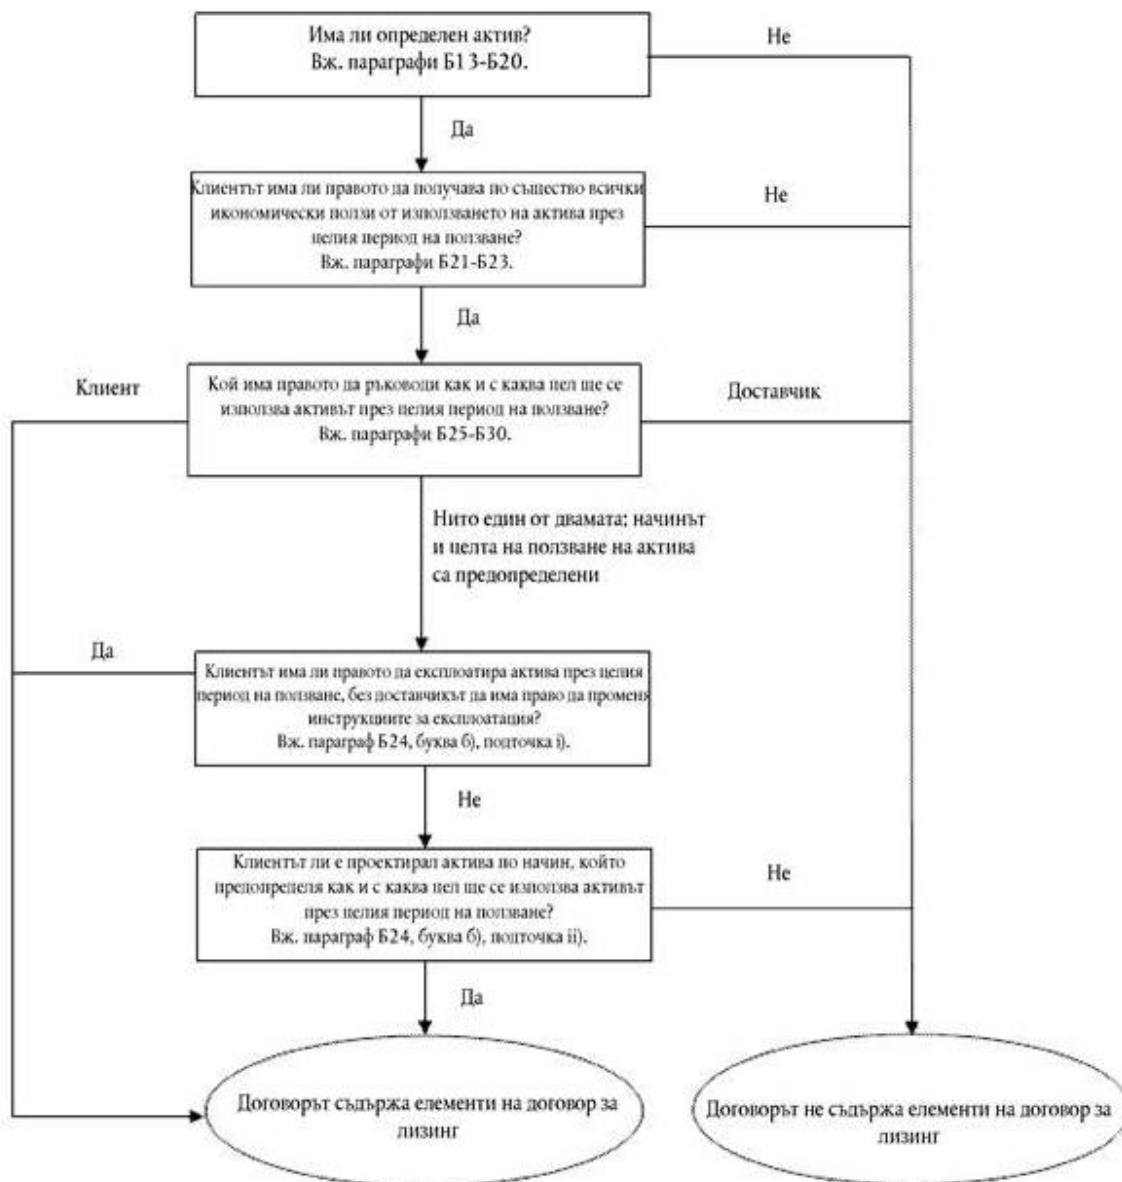 Има ли определен актив?
Вж. параграфи Б13-Б20.
Не
Да
Клиентът има ли правото да получава по същество всички
икономически ползи от използването на актива през
целия период на ползване?
Вж. параграфи Б21-Б23.
Не
Да
Клиент
Кой има правото да ръководи как и с каква цел ще се
използва активът през целия период на ползване?
Вж. параграфи Б25-Б30.
Доставчик
Нито един от двамата; начинът
и целта на ползване на актива
са предопределени
Да
Клиентът има ли правото да експлоатира актива през целия
период на ползване, без доставчикът да има право да променя
инструкциите за експлоатация?
Вж. параграф Б24, буква б), подточка i).
Не
Клиентът ли е проектирал актива по начин, който
предопределя как и с каква цел ще се използва активът
през целия период на ползване?
Вж. параграф Б24, буква б), подточка ii).
Не
Да
Договорът съдържа елементи на договор за
лизинг
Договорът не съдържа елементи на договор за
лизинг